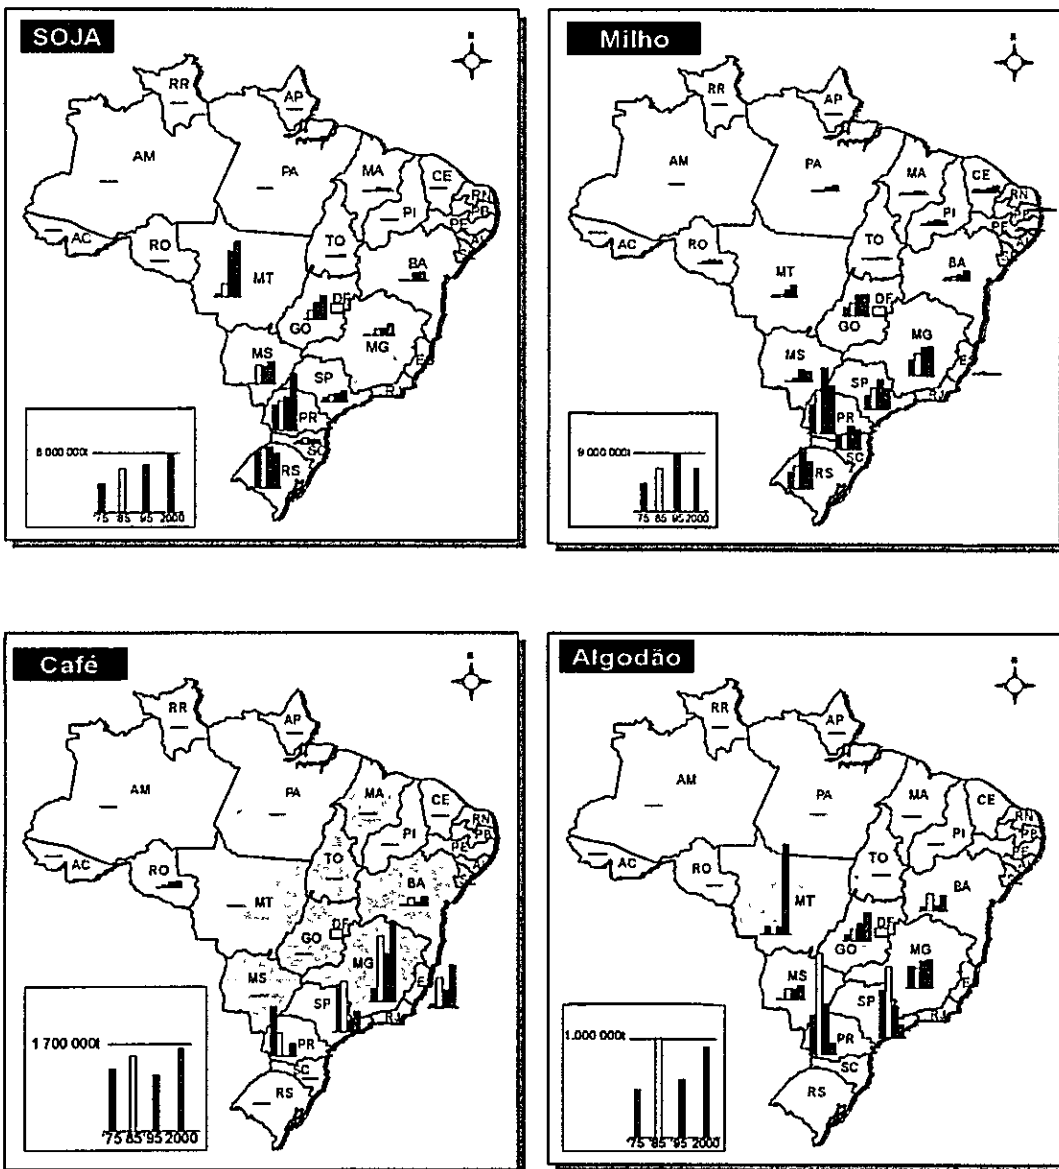 SOJA
RR
AP
AM
PA
MA
CE
RN
PB
PI
PE
AC
RO
TO
BA
MT
DF
GO
MS
MG
SP
RJ
PR
SC
RS
75 85 95 2000
Milho
RR
AP
AM
PA
MA
CE
RN
PI
PE
AC
RO
TO
BA
MT
DF
GO
MS
MG
SP
RJ
PR
SC
RS
9 000 000t
75 85 95 2000
Café
RR
AP
AM
PA
MA
CE
RN
PB
PI
PE
AC
RO
TO
BA
MT
DF
GO
MS
MG
SP
RJ
PR
SC
RS
1 700 000t
75 85 95 2000
Algodão
RR
AP
AM
PA
MA
CE
RN
PB
PI
AC
RO
TO
BA
MT
DF
GO
MS
MG
SP
RJ
PR
SC
RS
1.000 000t
75 85 95 2000